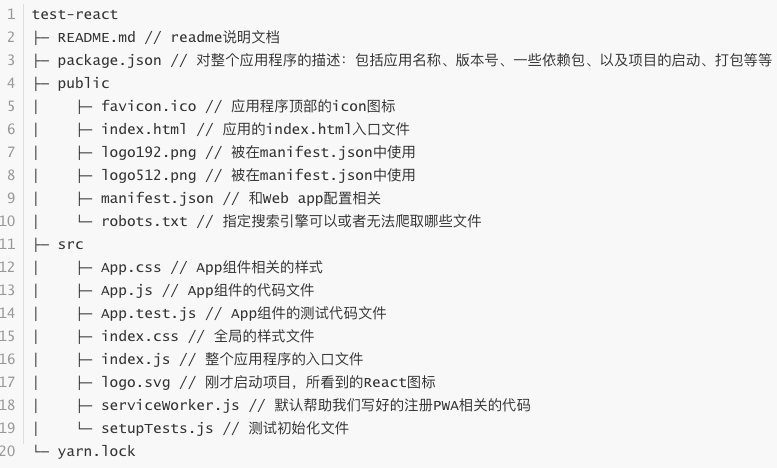 1 test-react
2 ├─ README.md // readme说明文档
3 ├─ package.json // 对整个应用程序的描述：包括应用名称、版本号、一些依赖包、以及项目的启动、打包等等
4 ├─ public
5 │    ├─ favicon.ico // 应用程序顶部的icon图标
6 │    ├─ index.html // 应用的index.html入口文件
7 │    ├─ logo192.png // 被在manifest.json中使用
8 │    ├─ logo512.png // 被在manifest.json中使用
9 │    ├─ manifest.json // 和Web app配置相关
10 │    └─ robots.txt // 指定搜索引擎可以或者无法爬取哪些文件
11 ├─ src
12 │    ├─ App.css // App组件相关的样式
13 │    ├─ App.js // App组件的代码文件
14 │    ├─ App.test.js // App组件的测试代码文件
15 │    ├─ index.css // 全局的样式文件
16 │    ├─ index.js // 整个应用程序的入口文件
17 │    ├─ logo.svg // 刚才启动项目，所看到的React图标
18 │    ├─ serviceWorker.js // 默认帮助我们写好的注册PWA相关的代码
19 │    └─ setupTests.js // 测试初始化文件
20 └─ yarn.lock